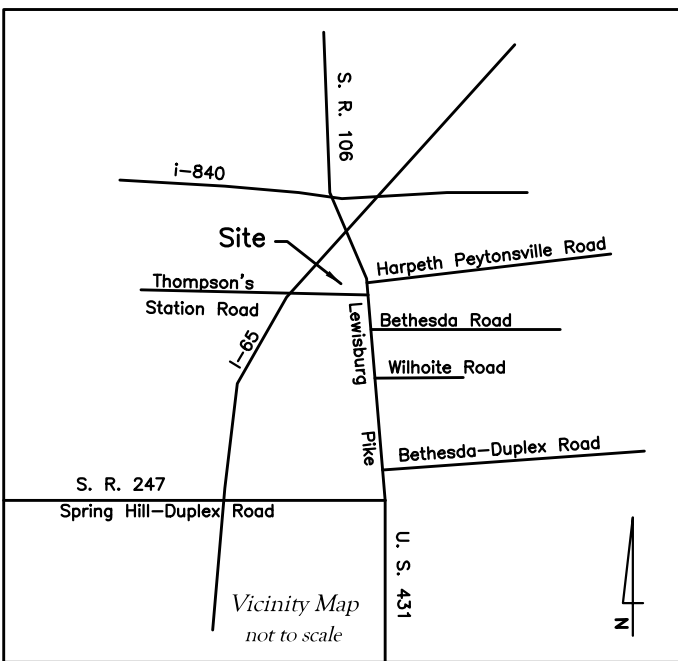 S. R. 106
i-840
Site
Harpeth Peytonsville Road
Thompson's
Station Road
Lewisburg
Pike
Bethesda Road
I-65
Wilhoite Road
Bethesda-Duplex Road
S. R. 247
Spring Hill-Duplex Road
U. S. 431
Vicinity Map
not to scale
N